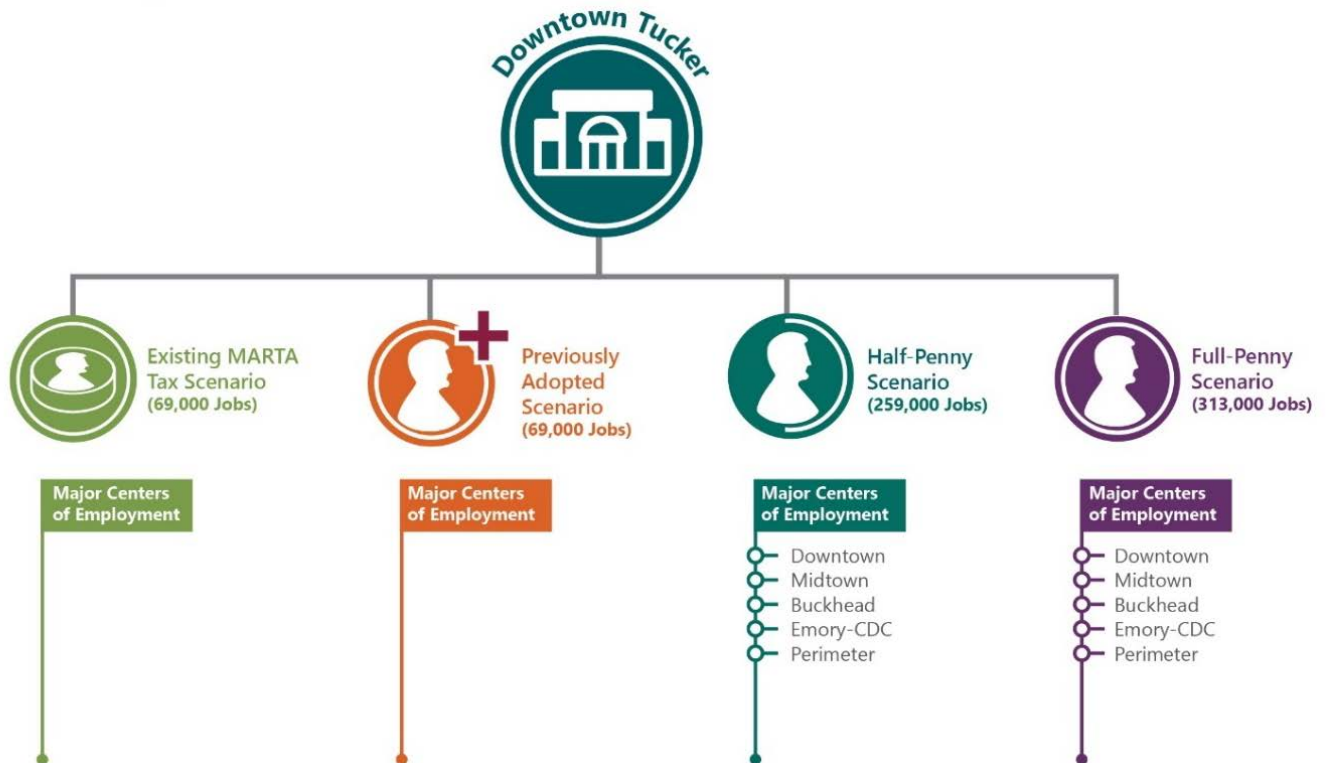 Downtown Tucker
Existing MARTA
Tax Scenario
(69,000 Jobs)
Previously
Adopted
Scenario
(69,000 Jobs)
Half-Penny
Scenario
(259,000 Jobs)
Full-Penny
Scenario
(313,000 Jobs)
Major Centers
of Employment
Major Centers
of Employment
Major Centers
of Employment
Downtown
Midtown
Buckhead
Emory-CDC
Perimeter
Major Centers
of Employment
Downtown
Midtown
Buckhead
Emory-CDC
Perimeter